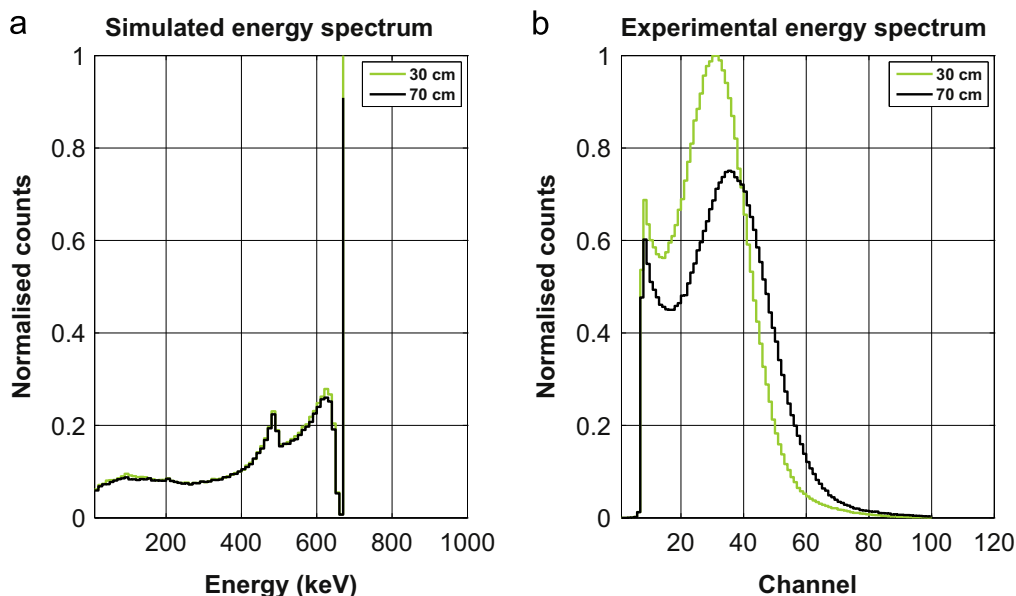 a
Simulated energy spectrum
1
0.8
0.6
0.4
0.2
0
Normalised counts
30 cm
70 cm
200
400
600
800
1000
Energy (keV)
b
Experimental energy spectrum
1
0.8
0.6
0.4
0.2
0
Normalised counts
30 cm
70 cm
20
40
60
80
100
120
Channel